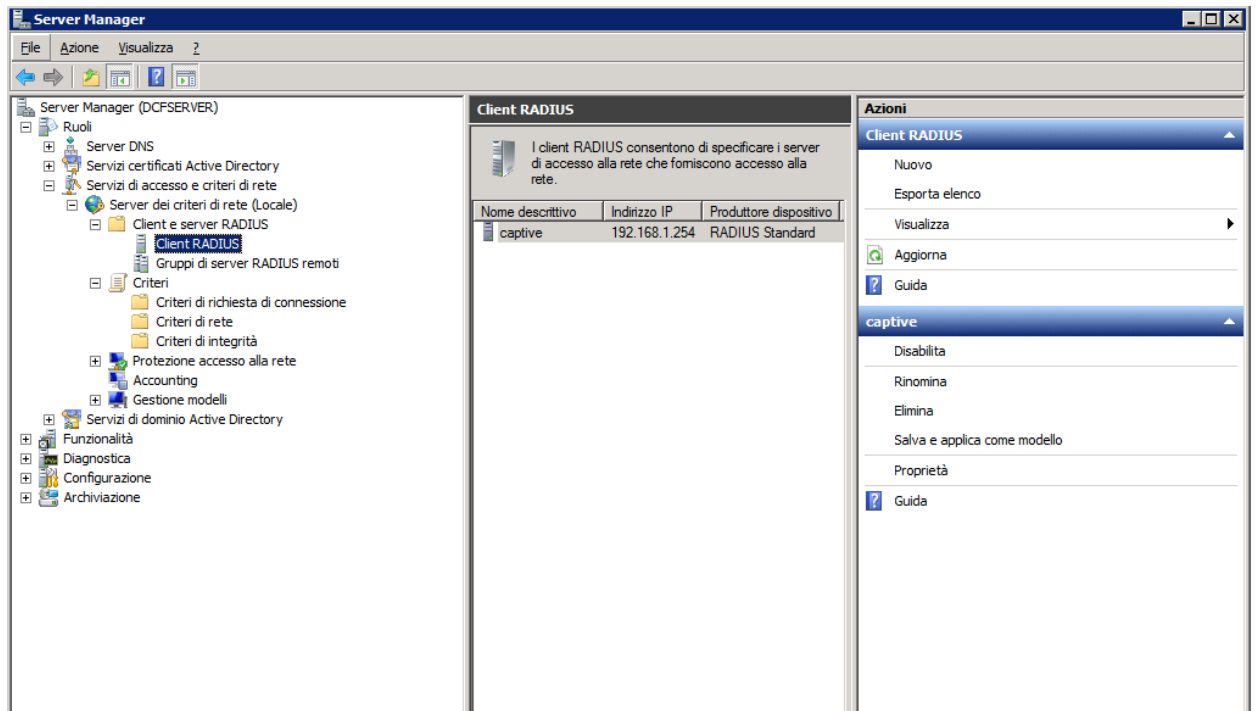 Server Manager
File Azione Visualizza ?
Server Manager (DCFSERVER)
Ruoli
Server DNS
Servizi certificati Active Directory
Servizi di accesso e criteri di rete
Server dei criteri di rete (Locale)
Client e server RADIUS
Client RADIUS
Gruppi di server RADIUS remoti
Criteri
Criteri di richiesta di connessione
Criteri di rete
Criteri di integrità
Protezione accesso alla rete
Accounting
Gestione modelli
Servizi di dominio Active Directory
Funzionalità
Diagnostica
Configurazione
Archiviazione
Client RADIUS
I client RADIUS consentono di specificare i server
di accesso alla rete che forniscono accesso alla
rete.
Nome descrittivo Indirizzo IP Produttore dispositivo
captive 192.168.1.254 RADIUS Standard
Azioni
Client RADIUS
Nuovo
Esporta elenco
Visualizza
Aggiorna
Guida
captive
Disabilita
Rinomina
Elimina
Salva e applica come modello
Proprietà
Guida